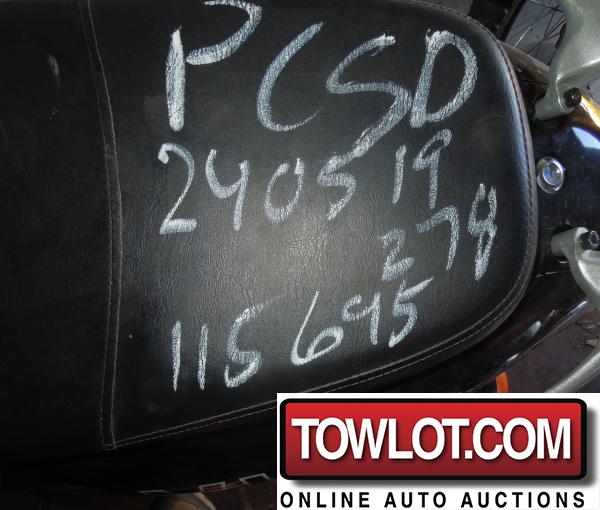 PCSD
240519
278
115695
TOWLOT.COM
ONLINE AUTO AUCTIONS